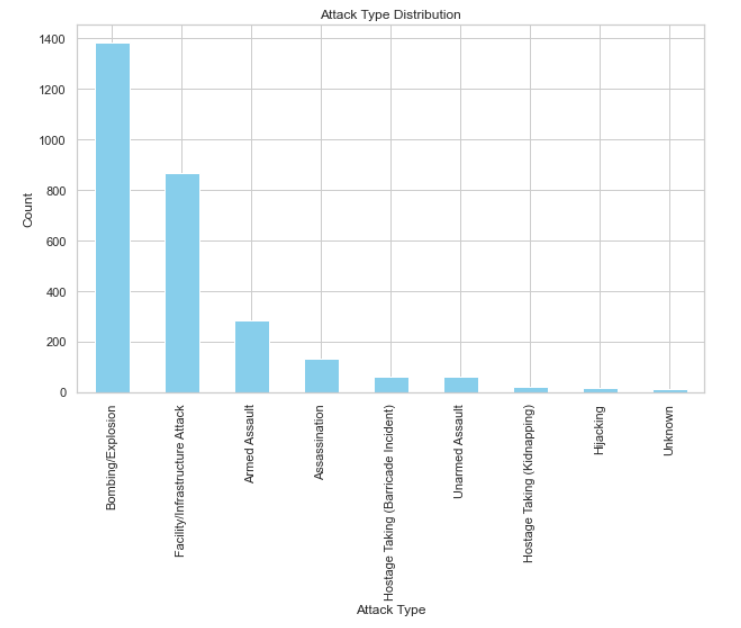 Attack Type Distribution
Count
1400
1200
1000
800
600
400
200
0
Bombing/Explosion
Facility/Infrastructure Attack
Armed Assault
Assassination
Hostage Taking (Barricade Incident)
Unarmed Assault
Hostage Taking (Kidnapping)
Hijacking
Unknown
Attack Type